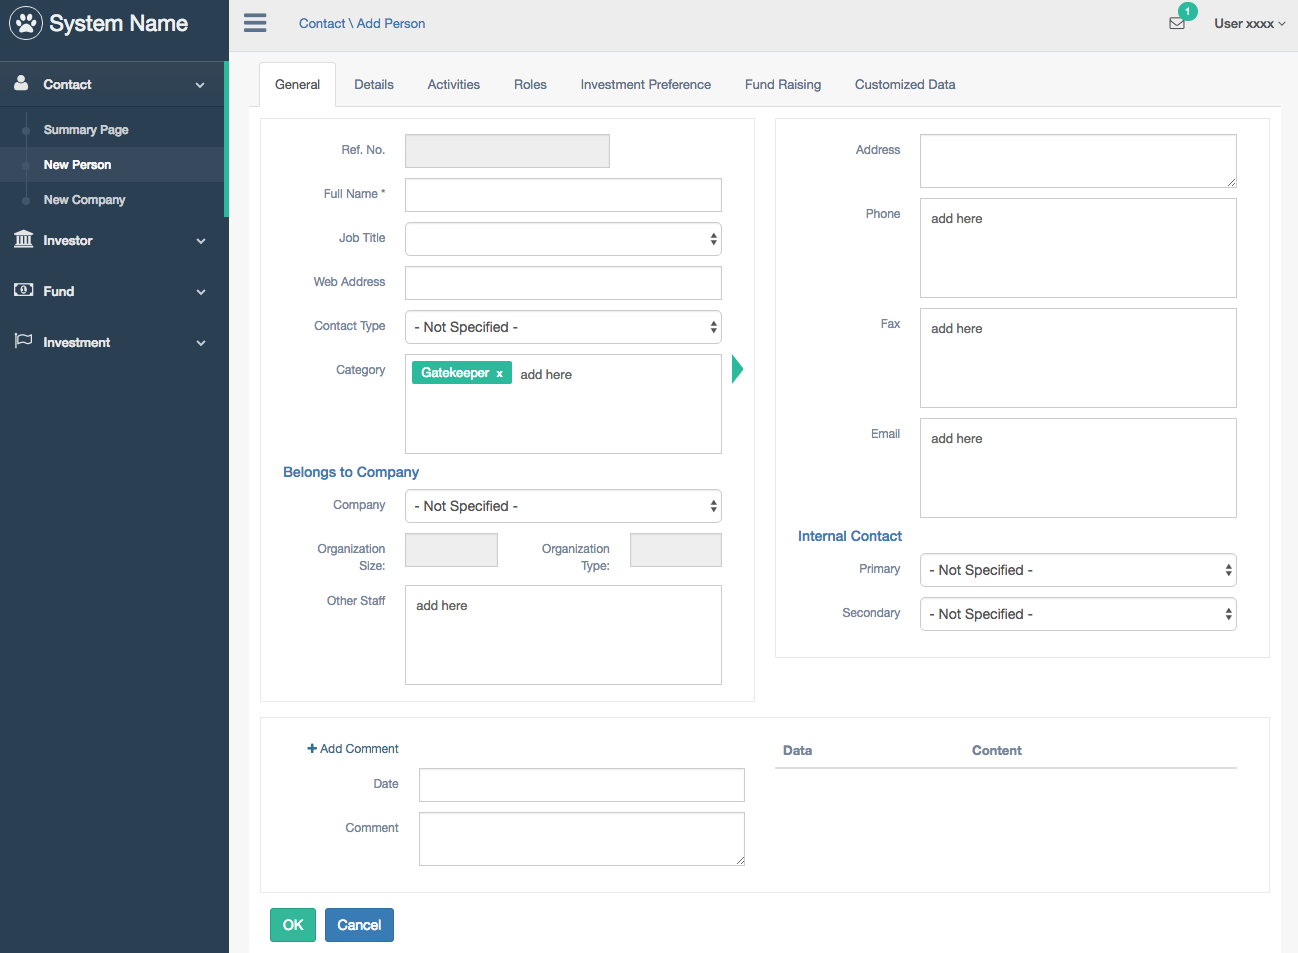 System Name
Contact \ Add Person
1
User xxxx
Contact
Summary Page
New Person
New Company
Investor
Fund
Investment
General
Details
Activities
Roles
Investment Preference
Fund Raising
Customized Data
Ref. No.
Full Name *
Job Title
Web Address
Contact Type
- Not Specified -
Category
Gatekeeper x
add here
Belongs to Company
Company
- Not Specified -
Organization
Size:
Organization
Type:
Other Staff
add here
Address
Phone
add here
Fax
add here
Email
add here
Internal Contact
Primary
- Not Specified -
Secondary
- Not Specified -
+ Add Comment
Date
Comment
Data
Content
OK
Cancel